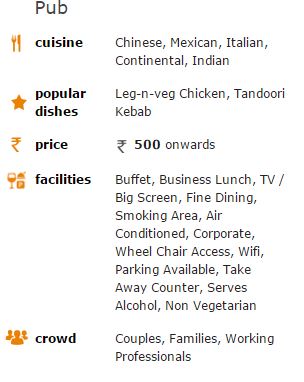 Pub
cuisine Chinese, Mexican, Italian,
Continental, Indian
popular Leg-n-veg Chicken, Tandoori
dishes Kebab
price ₹ 500 onwards
facilities Buffet, Business Lunch, TV /
Big Screen, Fine Dining,
Smoking Area, Air
Conditioned, Corporate,
Wheel Chair Access, Wifi,
Parking Available, Take
Away Counter, Serves
Alcohol, Non Vegetarian
crowd Couples, Families, Working
Professionals